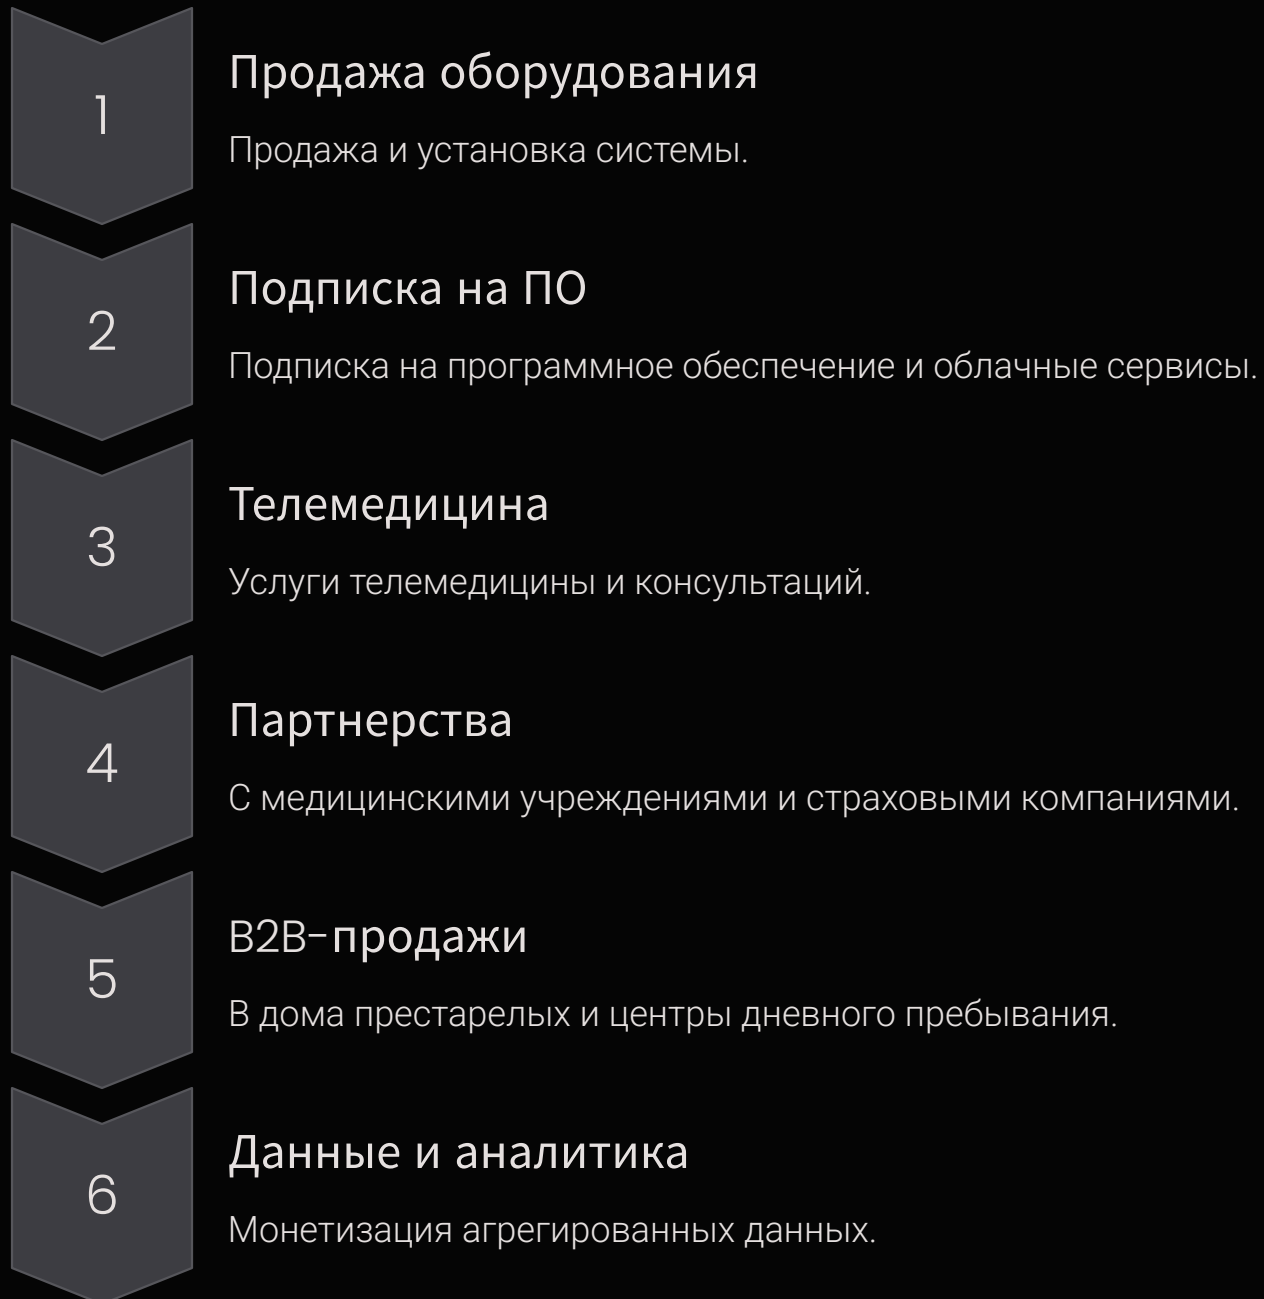 1
Продажа оборудования
Продажа и установка системы.
2
Подписка на ПО
Подписка на программное обеспечение и облачные сервисы.
3
Телемедицина
Услуги телемедицины и консультаций.
4
Партнерства
С медицинскими учреждениями и страховыми компаниями.
5
B2B-продажи
В дома престарелых и центры дневного пребывания.
6
Данные и аналитика
Монетизация агрегированных данных.